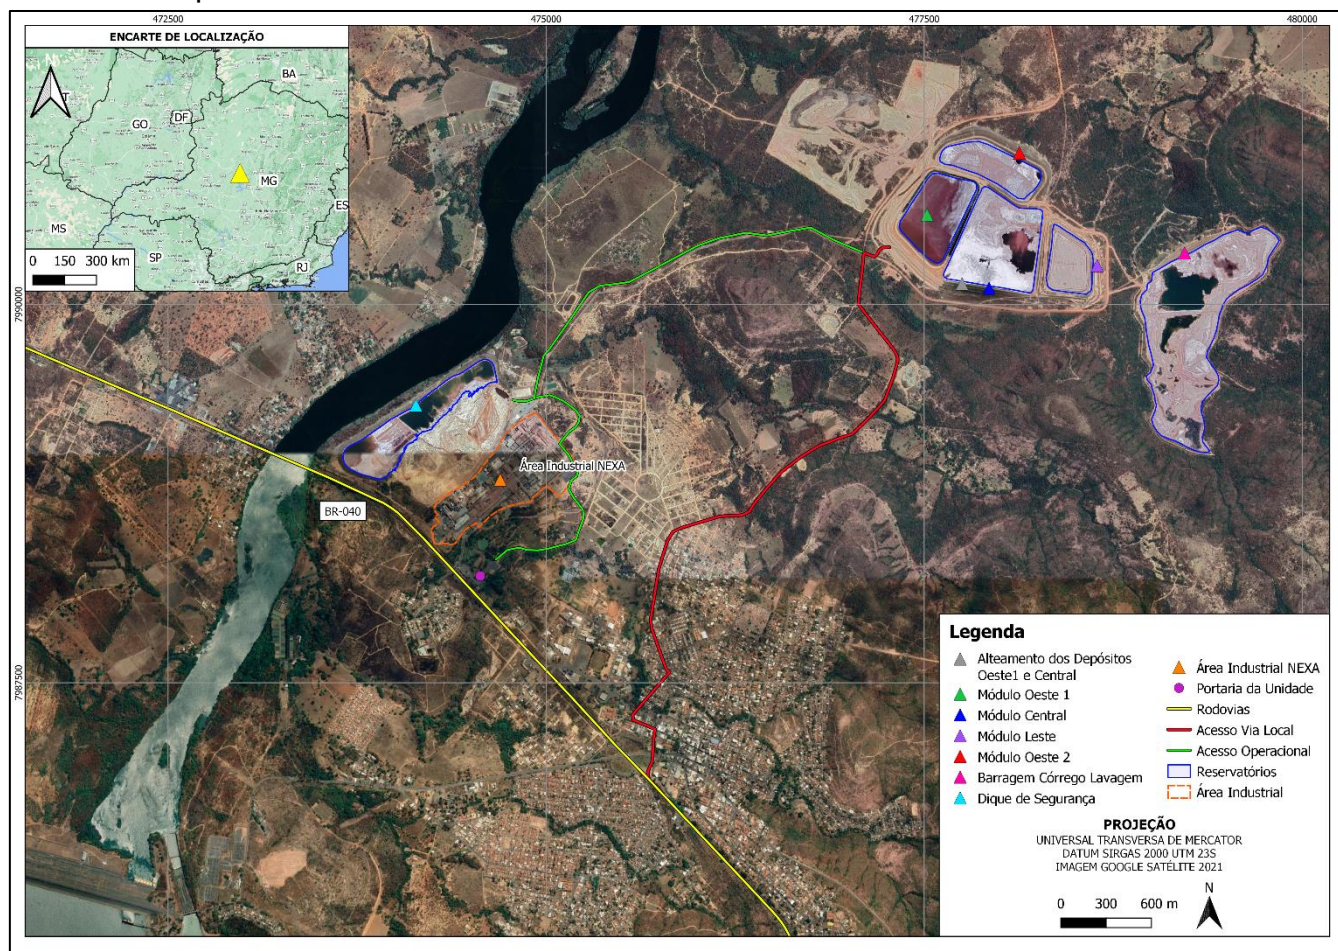 472500
475000
477500
480000
ENCARTE DE LOCALIZAÇÃO
N
BA
GO
DF
MG
ES
MS
SP
RJ
0 150 300 km
7990000
7987500
Área Industrial NEXA
BR-040
Legenda
Alteamento dos Depósitos
Oeste1 e Central
Módulo Oeste 1
Módulo Central
Módulo Leste
Módulo Oeste 2
Barragem Córrego Lavagem
Dique de Segurança
Área Industrial NEXA
Portaria da Unidade
Rodovias
Acesso Via Local
Acesso Operacional
Reservatórios
Área Industrial
PROJEÇÃO
UNIVERSAL TRANSVERSA DE MERCATOR
DATUM SIRGAS 2000 UTM 23S
IMAGEM GOOGLE SATÉLITE 2021
0 300 600 m
N